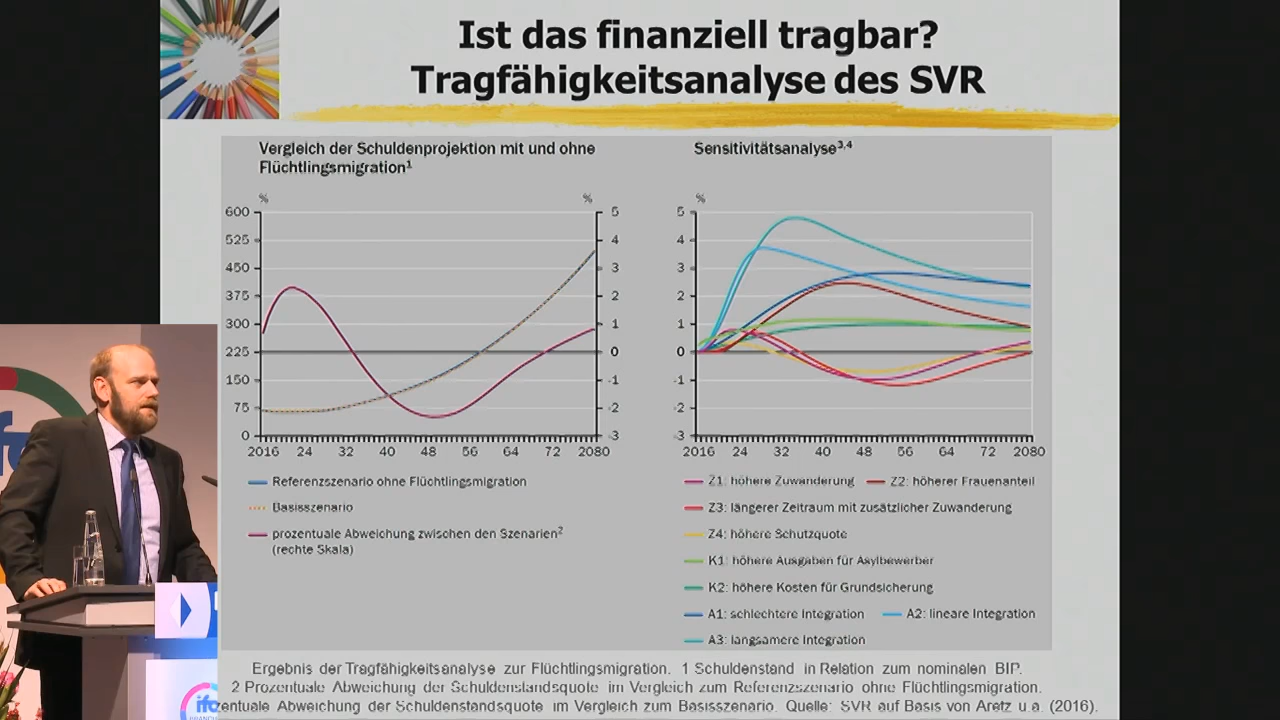 Ist das finanziell tragbar?
Tragfähigkeitsanalyse des SVR
Vergleich der Schuldenprojektion mit und ohne
Flüchtlingsmigration¹
% %
600 5
525 4
450 3
375 2
300 1
225 0
150 -1
75 -2
0 -3
2016 24 32 40 48 56 64 72 2080
Referenzszenario ohne Flüchtlingsmigration
Basisszenario
prozentuale Abweichung zwischen den Szenarien²
(rechte Skala)
Sensitivitätsanalyse³,⁴
%
5
4
3
2
1
0
-1
-2
-3
2016 24 32 40 48 56 64 72 2080
Z1: höhere Zuwanderung Z2: höherer Frauenanteil
Z3: längerer Zeitraum mit zusätzlicher Zuwanderung
Z4: höhere Schutzquote
K1: höhere Ausgaben für Asylbewerber
K2: höhere Kosten für Grundsicherung
A1: schlechtere Integration A2: lineare Integration
A3: langsamere Integration
Ergebnis der Tragfähigkeitsanalyse zur Flüchtlingsmigration. 1 Schuldenstand in Relation zum nominalen BIP.
2 Prozentuale Abweichung der Schuldenstandsquote im Vergleich zum Referenzszenario ohne Flüchtlingsmigration.
zentuale Abweichung der Schuldenstandsquote im Vergleich zum Basisszenario. Quelle: SVR auf Basis von Aretz u.a. (2016).
ifo